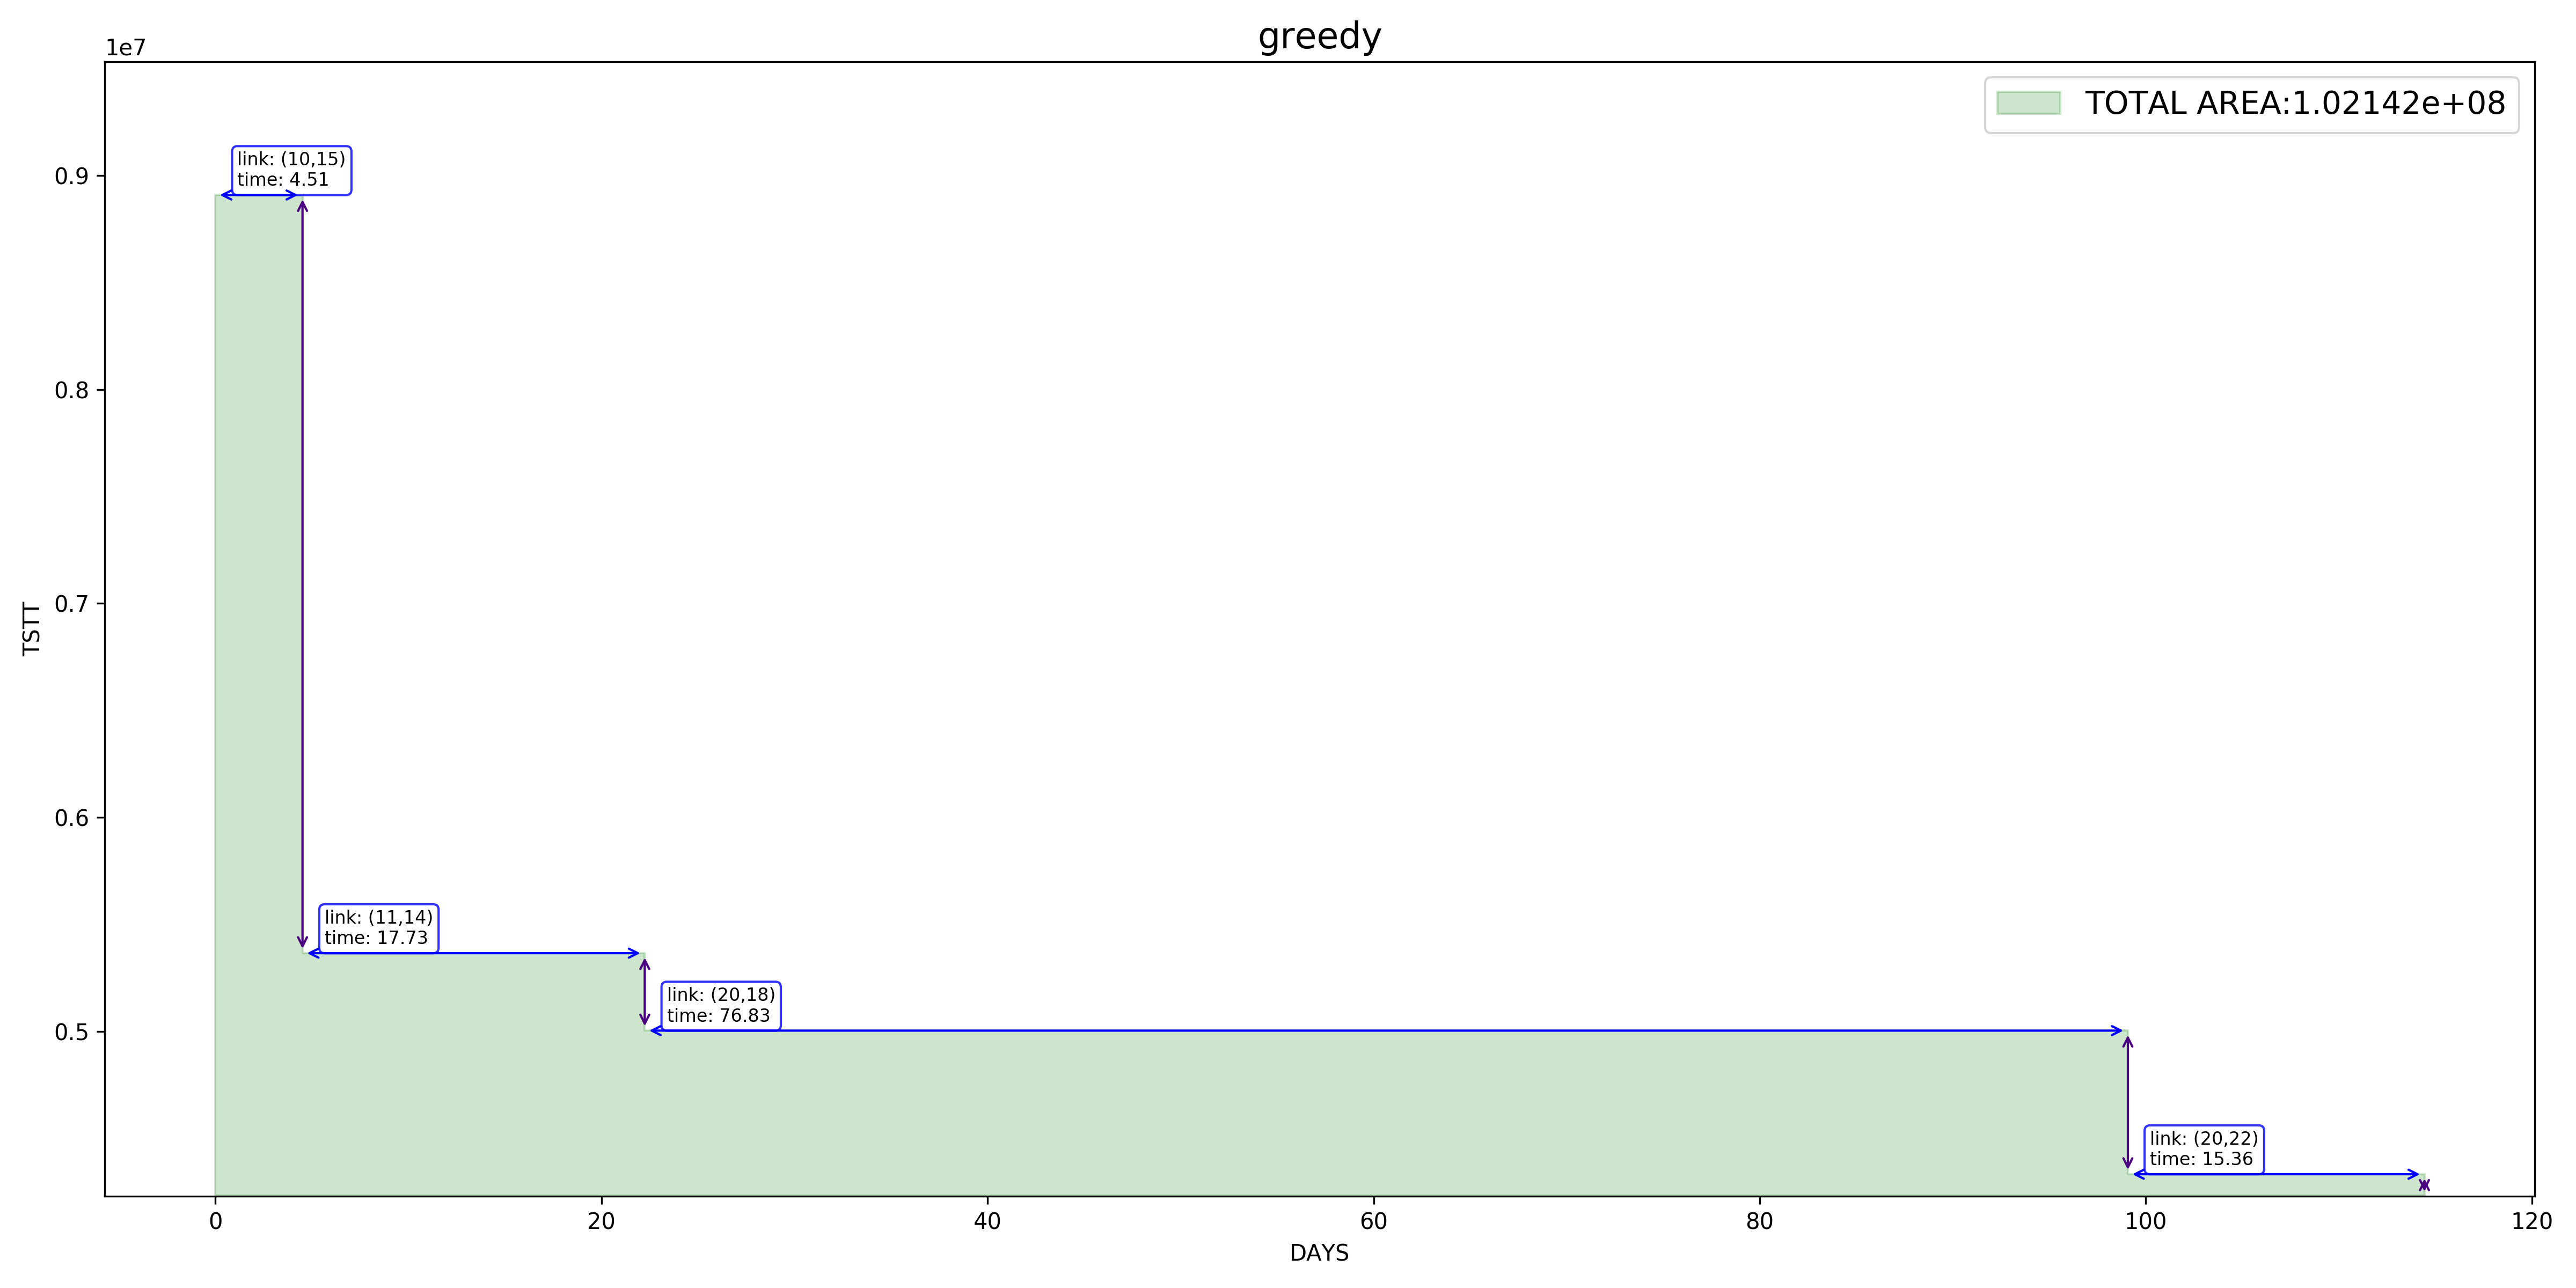 greedy
1e7
TOTAL AREA:1.02142e+08
link: (10,15)
time: 4.51
0.9
0.8
0.7
TSTT
0.6
link: (11,14)
time: 17.73
link: (20,18)
time: 76.83
0.5
link: (20,22)
time: 15.36
0 20 40 60 80 100 120
DAYS